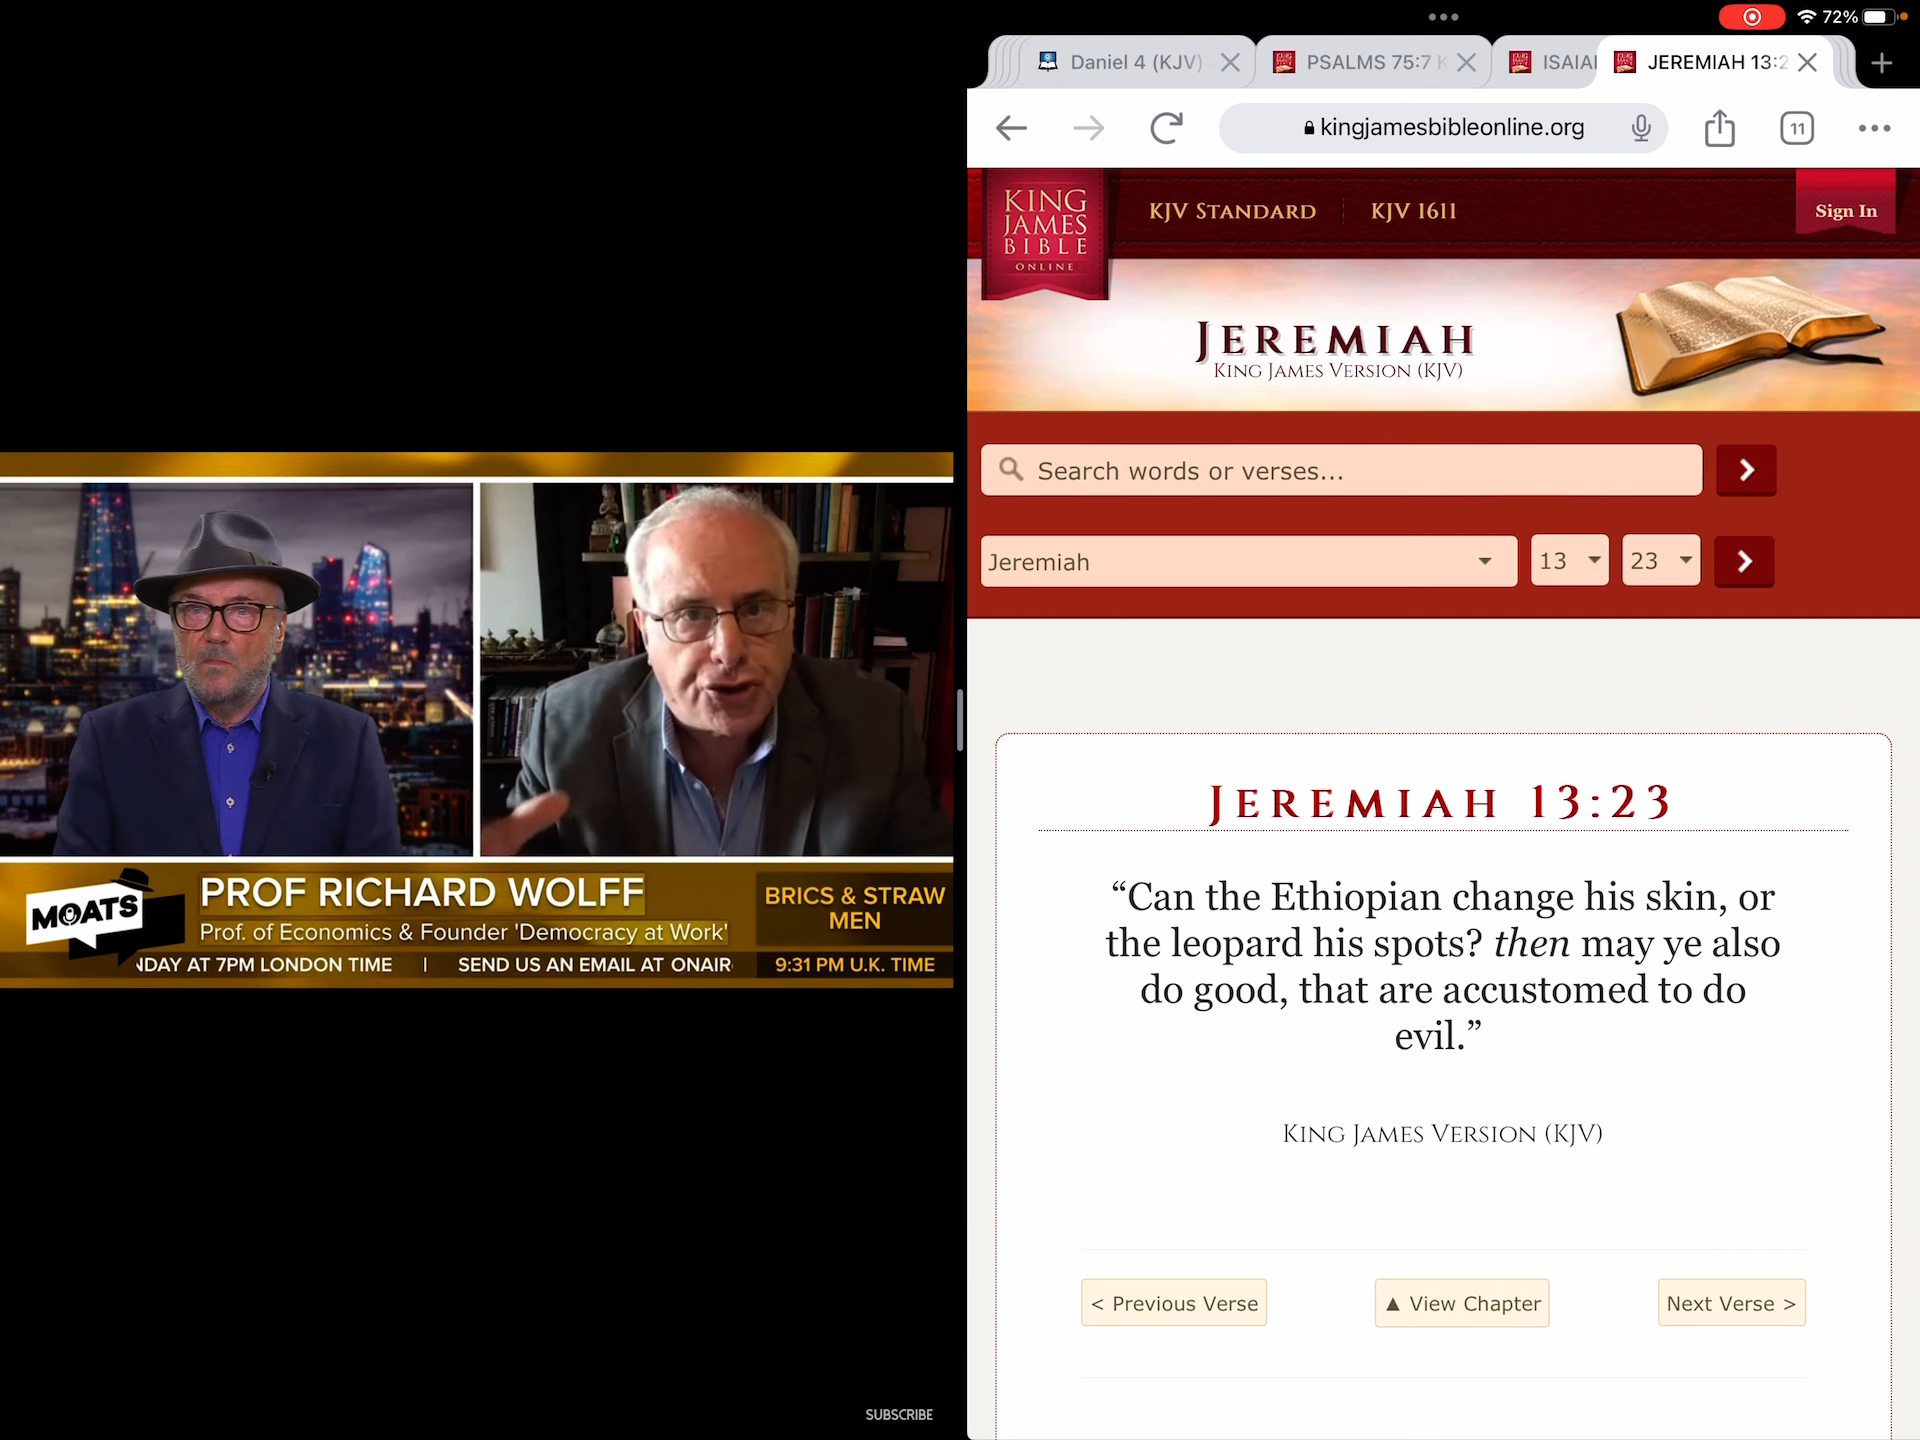 MOATS
PROF RICHARD WOLFF
Prof. of Economics & Founder 'Democracy at Work'
BRICS & STRAW
MEN
NDAY AT 7PM LONDON TIME | SEND US AN EMAIL AT ONAIR
9:31 PM U.K. TIME
SUBSCRIBE
72%
Daniel 4 (KJV)
PSALMS 75:7 K
ISAIA
JEREMIAH 13:2
kingjamesbibleonline.org
11
KING
JAMES
BIBLE
ONLINE
KJV STANDARD
KJV 1611
Sign In
JEREMIAH
KING JAMES VERSION (KJV)
Search words or verses...
Jeremiah
13
23
JEREMIAH 13:23
“Can the Ethiopian change his skin, or
the leopard his spots? then may ye also
do good, that are accustomed to do
evil.”
KING JAMES VERSION (KJV)
< Previous Verse
▲ View Chapter
Next Verse >